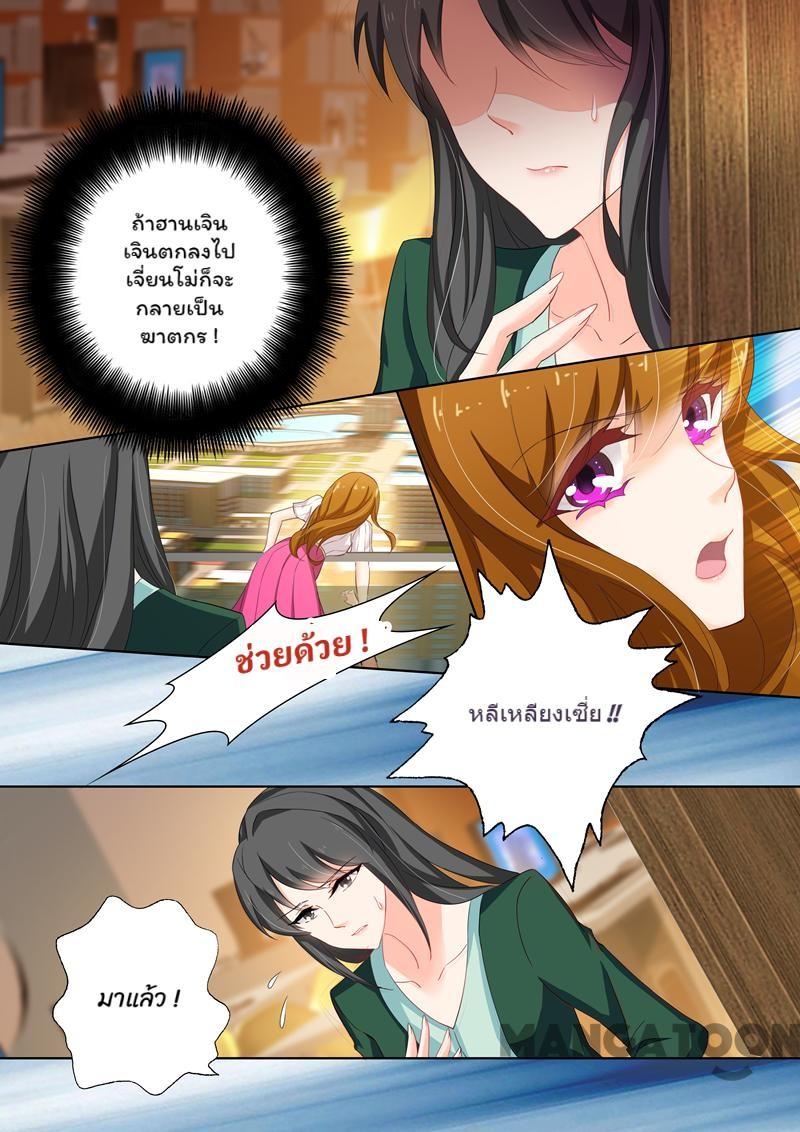 ถ้าฮานเจิน
เจินตกลงไป
เจี่ยนโม่ก็จะ
กลายเป็น
ฆาตกร !
ช่วยด้วย !
หลีเหลียงเซี่ย !!
มาแล้ว !
MANGATOON